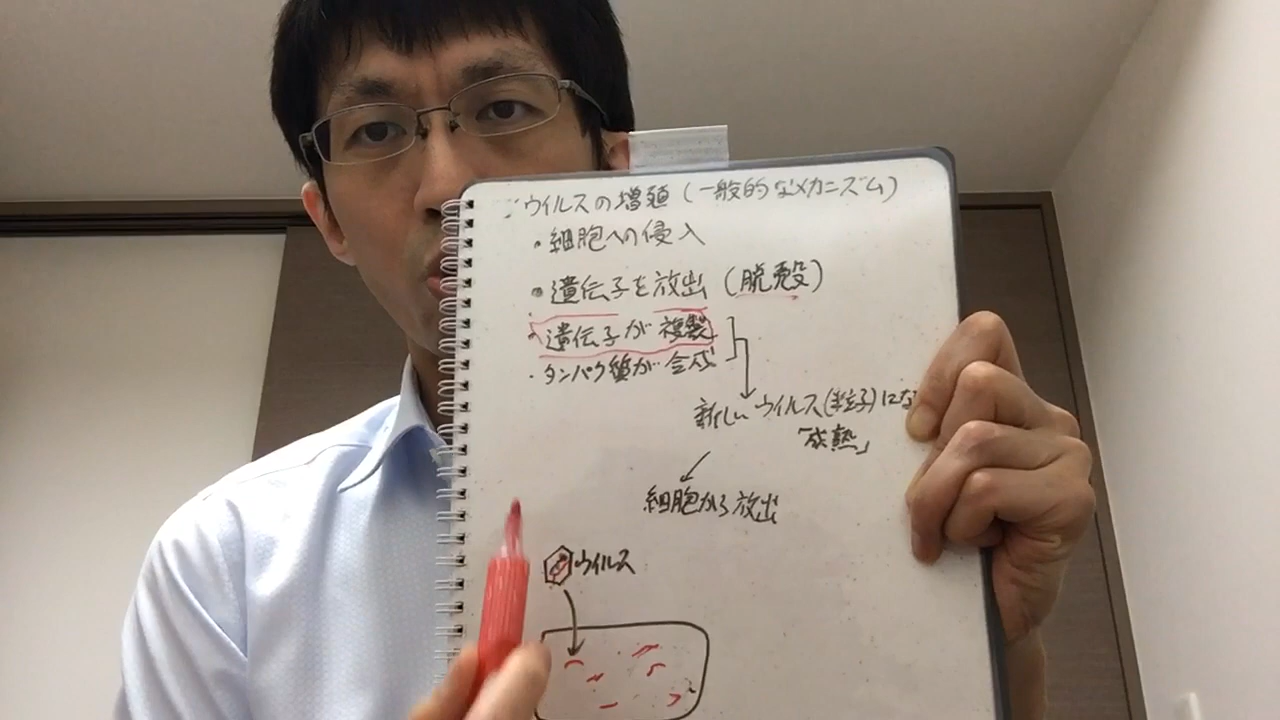 ウイルスの増殖(一般的なメカニズム)
・細胞への侵入
・遺伝子を放出(脱殻)
・遺伝子が複製
・タンパク質が合成
新しいウイルス(粒子)にな
「成熟」
細胞から放出
ウイルス